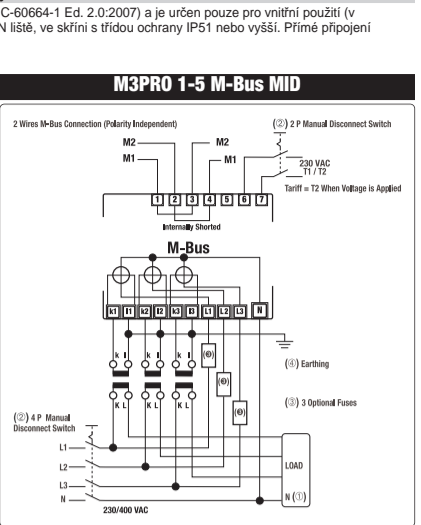 C-60664-1 Ed. 2.0:2007) a je určen pouze pro vnitřní použití (v
N liště, ve skříni s třídou ochrany IP51 nebo vyšší. Přímé připojení
M3PRO 1-5 M-Bus MID
2 Wires M-Bus Connection (Polarity Independent)
(②) 2 P Manual Disconnect Switch
M2 M2
M1 M1
230 VAC
T1 / T2
Tariff = T2 When Voltage is Applied
1 2 3 4 5 6 7
Internally Shorted
M-Bus
k1 l1 k2 l2 k3 l3 L1 L2 L3 N
k l k l k l
(③)
(④) Earthing
(③)
(③) 3 Optional Fuses
K L K L K L
(③)
(②) 4 P Manual
Disconnect Switch
L1
L2
LOAD
L3
N
N (①)
230/400 VAC